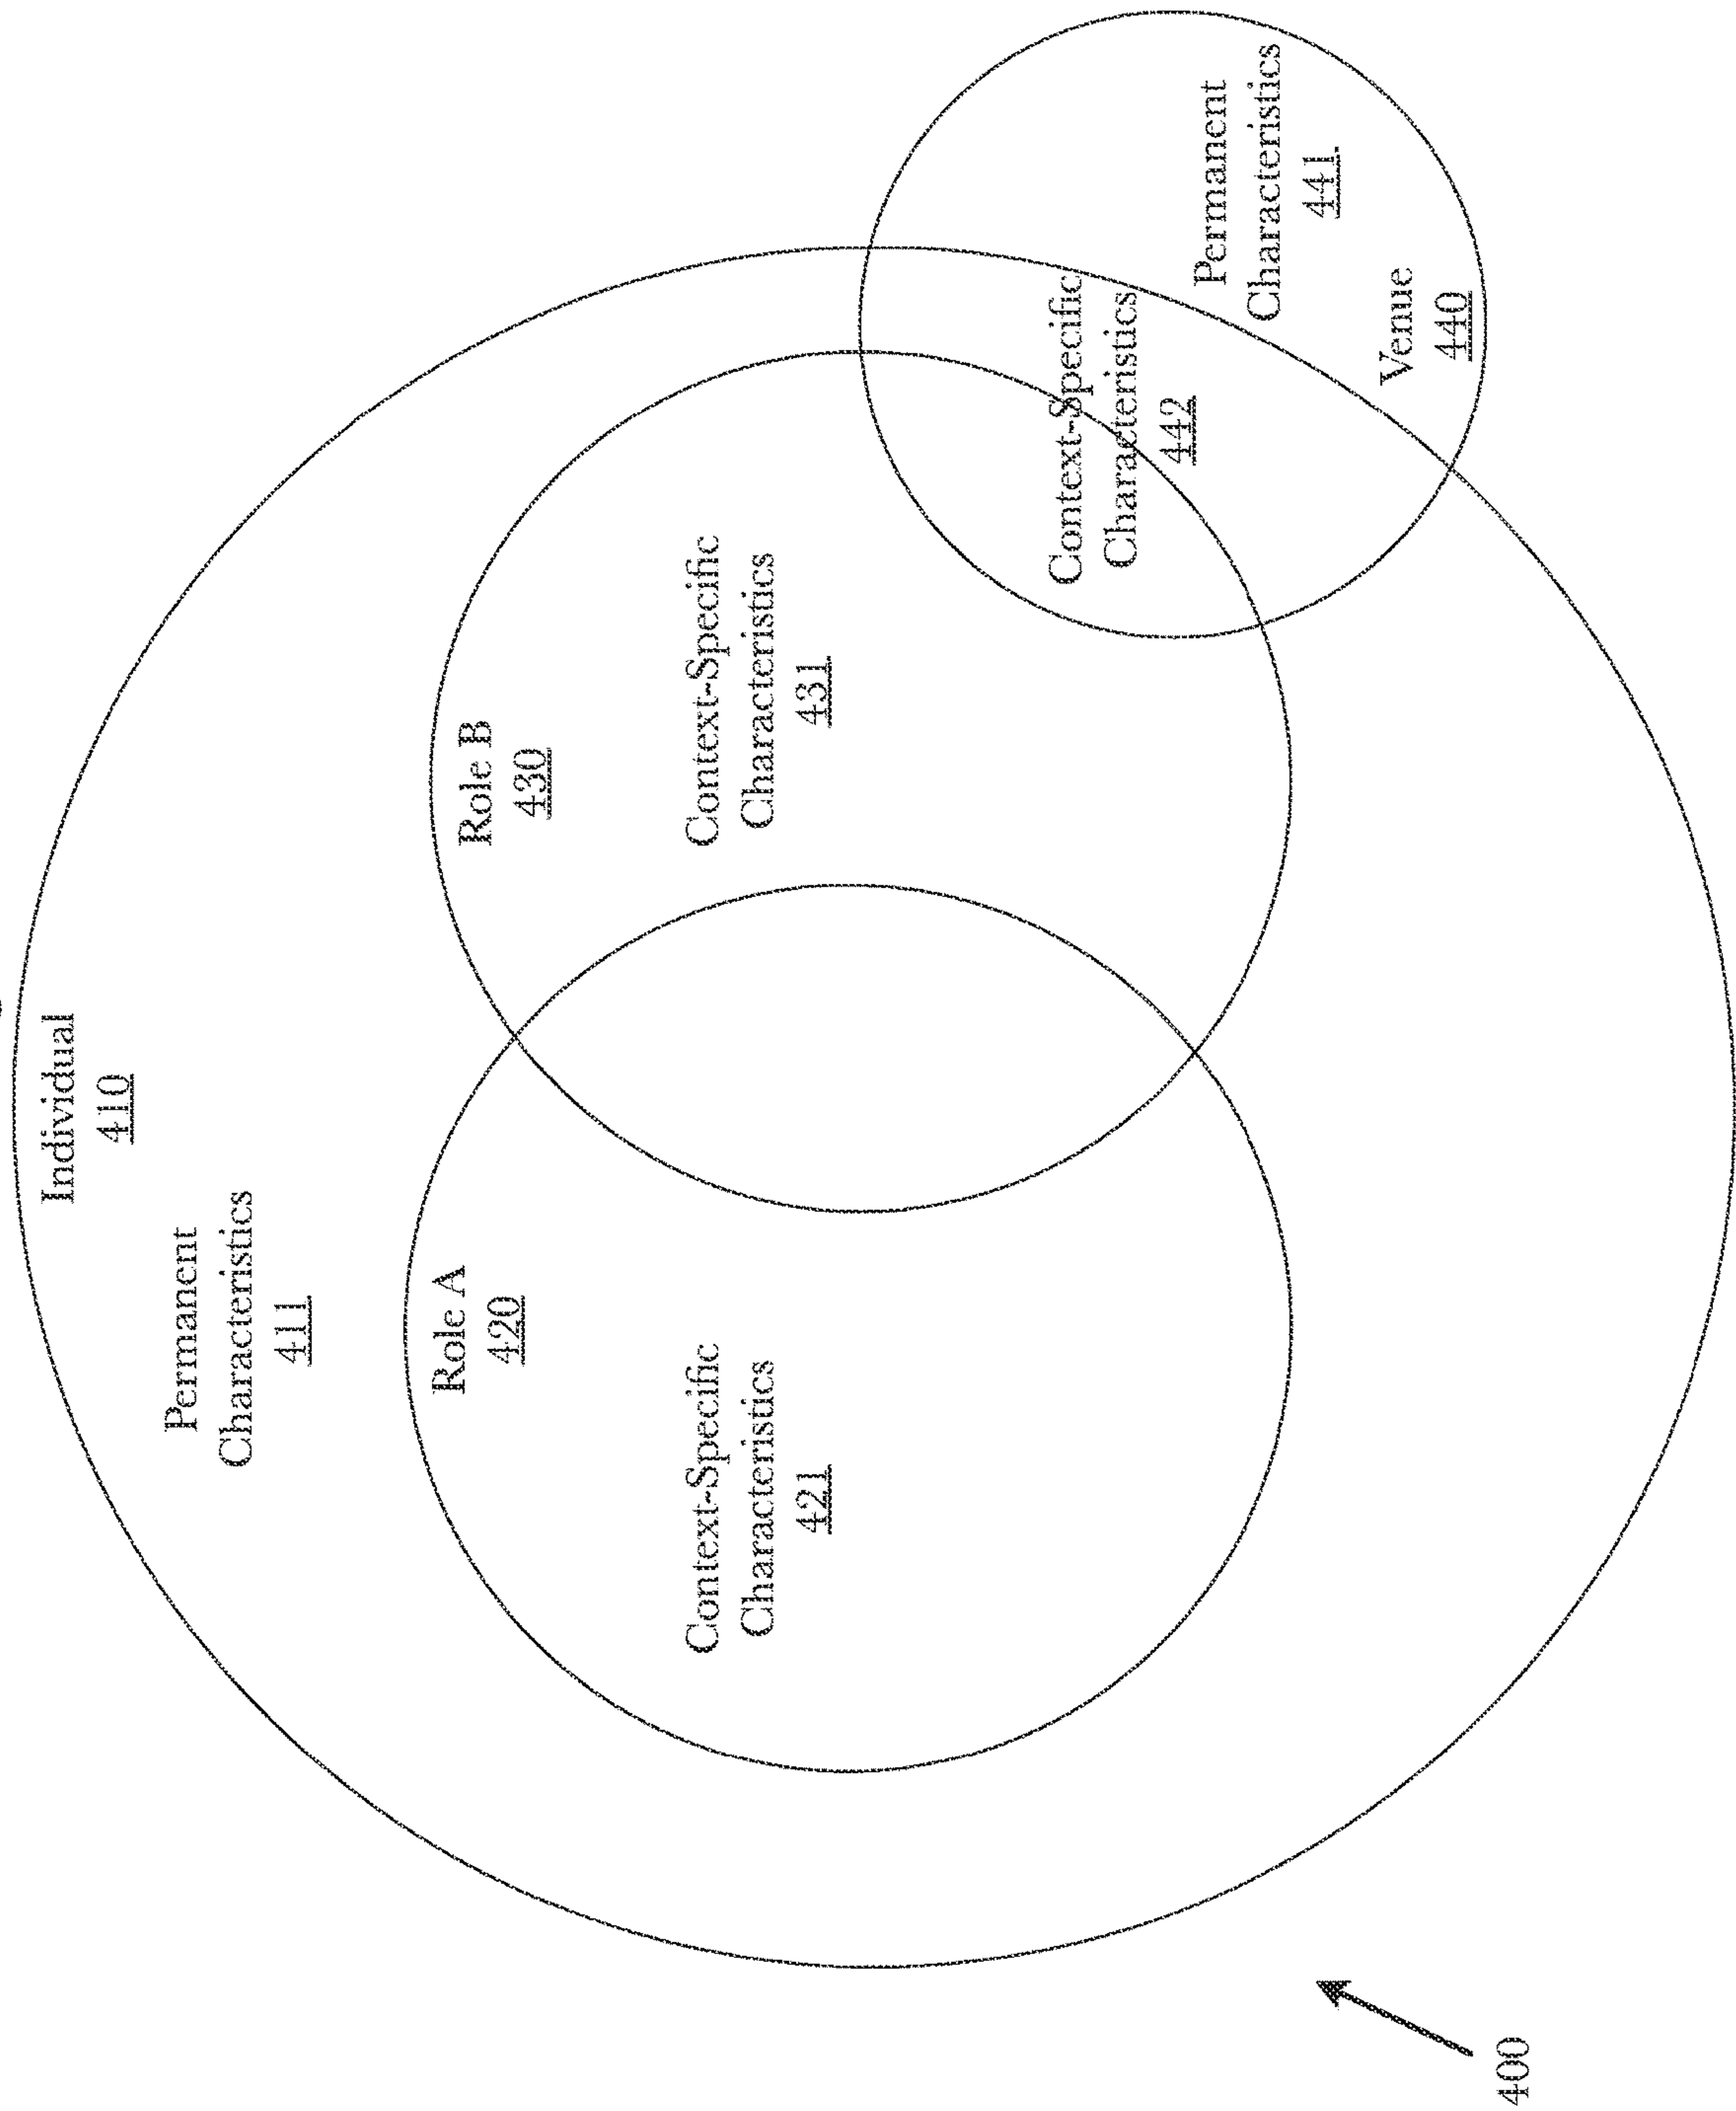 Individual
410
Permanent
Characteristics
411
Role A
420
Context-Specific
Characteristics
421
Role B
430
Context-Specific
Characteristics
431
Context-Specific
Characteristics
442
Permanent
Characteristics
441
Venue
440
400